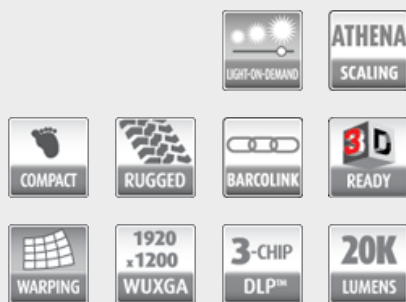 LIGHT-ON-DEMAND
ATHENA
SCALING
COMPACT
RUGGED
BARCOLINK
3D
READY
WARPING
1920
x1200
WUXGA
3-CHIP
DLP™
20K
LUMENS